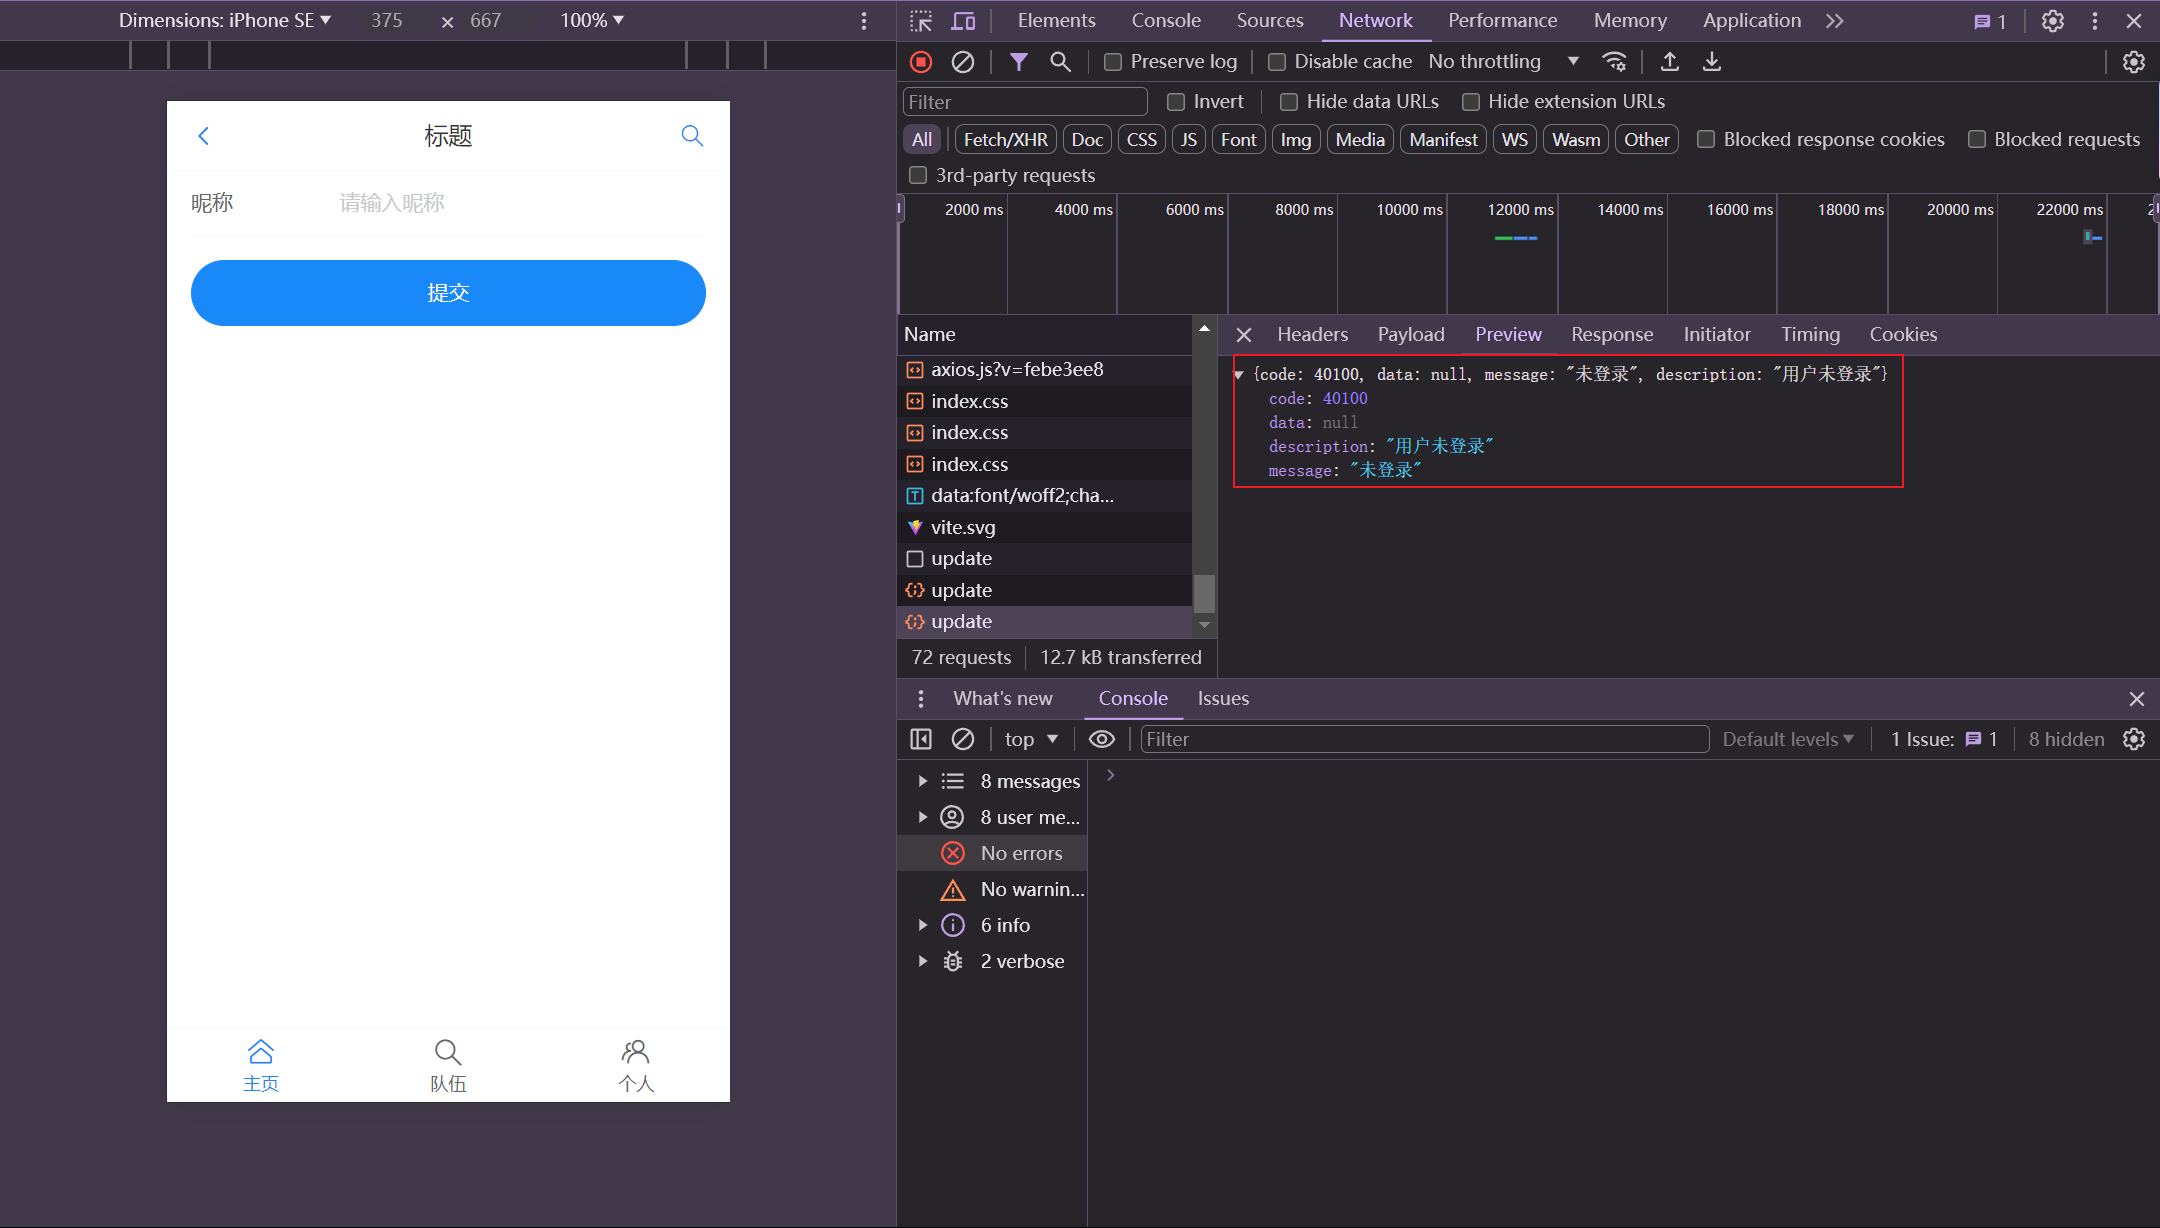 Dimensions: iPhone SE ▼ 375 × 667 100% ▼
标题
昵称 请输入昵称
提交
主页 队伍 个人
Elements Console Sources Network Performance Memory Application 1
Preserve log Disable cache No throttling
Filter Invert Hide data URLs Hide extension URLs
All Fetch/XHR Doc CSS JS Font Img Media Manifest WS Wasm Other Blocked response cookies Blocked requests
3rd-party requests
2000 ms 4000 ms 6000 ms 8000 ms 10000 ms 12000 ms 14000 ms 16000 ms 18000 ms 20000 ms 22000 ms
Name
axios.js?v=febe3ee8
index.css
index.css
index.css
data:font/woff2;cha...
vite.svg
update
update
update
72 requests 12.7 kB transferred
Headers Payload Preview Response Initiator Timing Cookies
{code: 40100, data: null, message: "未登录", description: "用户未登录"}
code: 40100
data: null
description: "用户未登录"
message: "未登录"
What's new Console Issues
top Filter Default levels 1 Issue: 1 8 hidden
8 messages
8 user me...
No errors
No warnin...
6 info
2 verbose